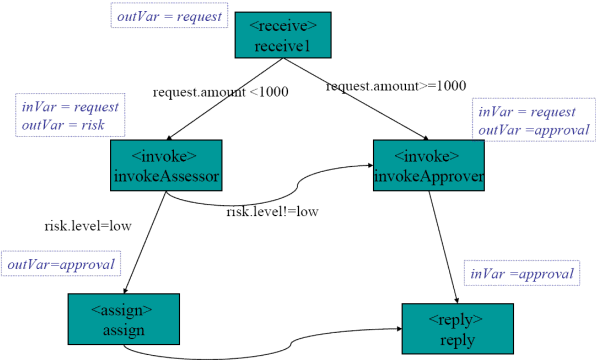 outVar = request
<receive>
receive1
request.amount <1000
request.amount>=1000
inVar = request
outVar = risk
inVar = request
outVar =approval
<invoke>
invokeAssessor
<invoke>
invokeApprover
risk.level!=low
risk.level=low
outVar=approval
inVar =approval
<assign>
assign
<reply>
reply